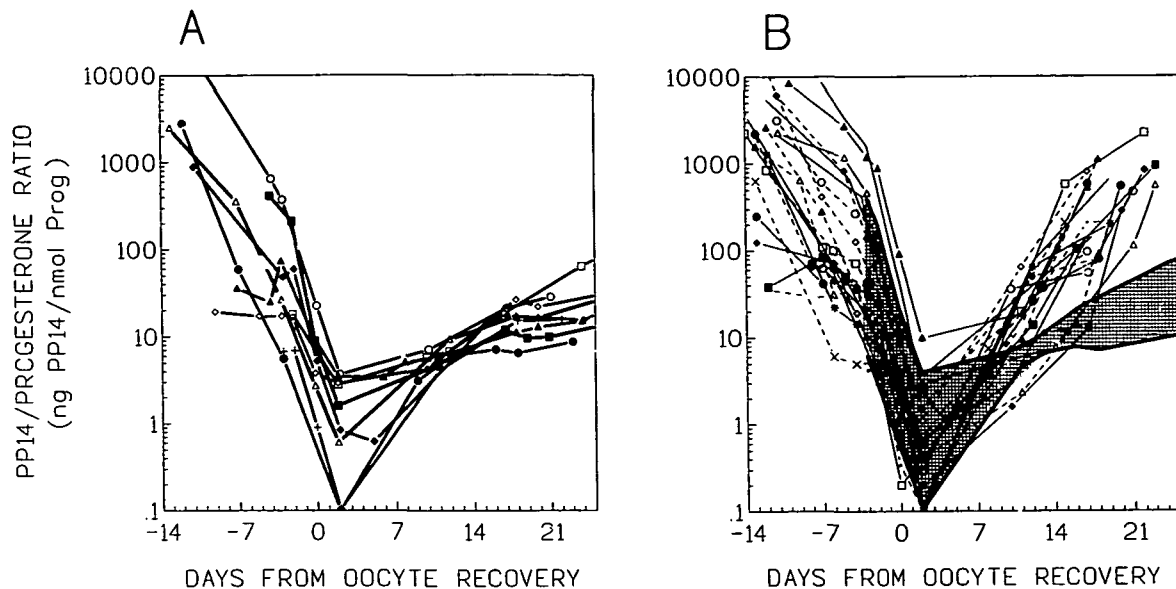 A
B
PP14/PRCGESTERONE RATIO
(ng PP14/nmol Prog)
10000
1000
100
10
1
.1
-14 -7 0 7 14 21
DAYS FROM OOCYTE RECOVERY
10000
1000
100
10
1
.1
-14 -7 0 7 14 21
DAYS FROM OOCYTE RECOVERY